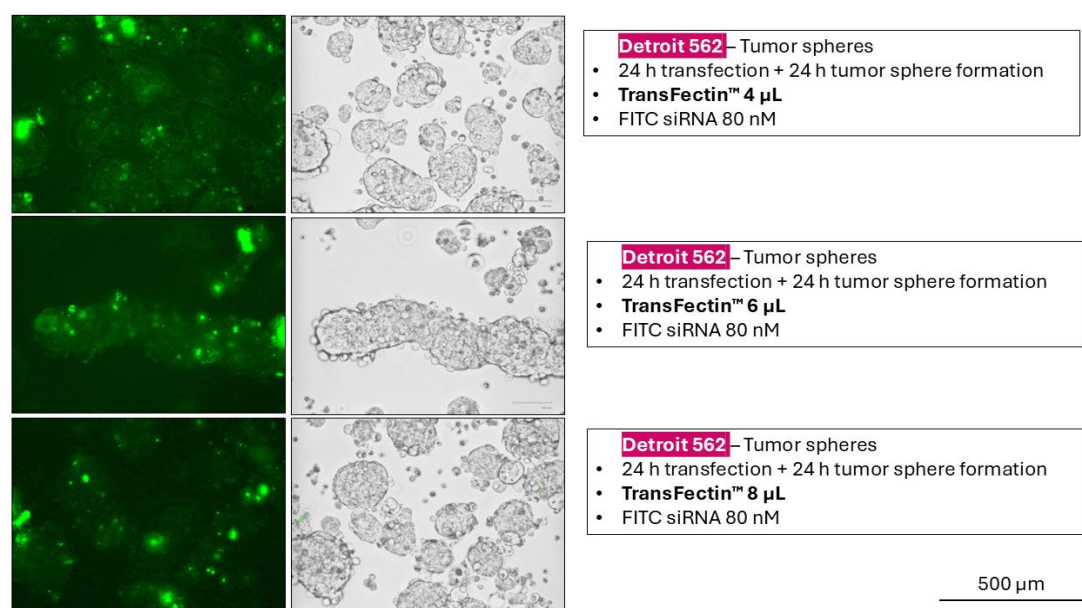 Detroit 562 – Tumor spheres
• 24 h transfection + 24 h tumor sphere formation
• TransFectin™ 4 µL
• FITC siRNA 80 nM
Detroit 562 – Tumor spheres
• 24 h transfection + 24 h tumor sphere formation
• TransFectin™ 6 µL
• FITC siRNA 80 nM
Detroit 562 – Tumor spheres
• 24 h transfection + 24 h tumor sphere formation
• TransFectin™ 8 µL
• FITC siRNA 80 nM
500 µm